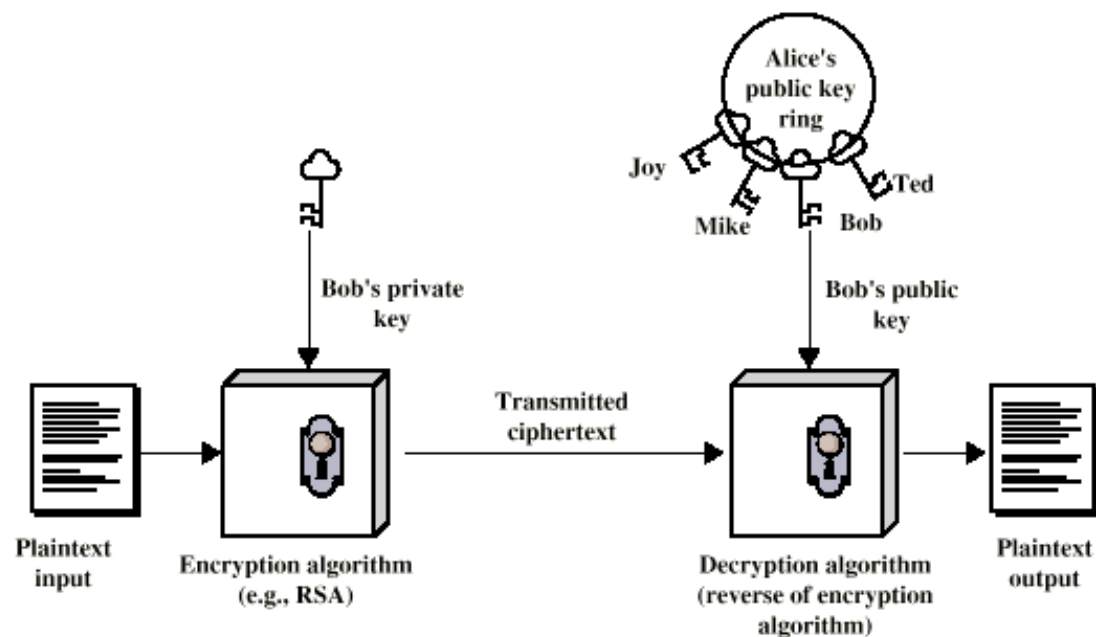 Alice's
public key
ring
Joy
Ted
Mike
Bob
Bob's private
key
Bob's public
key
Transmitted
ciphertext
Plaintext
input
Encryption algorithm
(e.g., RSA)
Decryption algorithm
(reverse of encryption
algorithm)
Plaintext
output